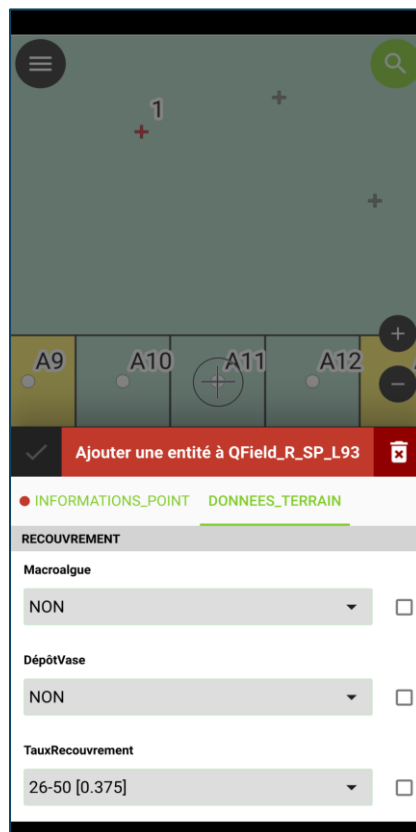 1
A9
A10
A11
A12
Ajouter une entité à QField_R_SP_L93
INFORMATIONS_POINT DONNEES_TERRAIN
RECOUVREMENT
Macroalgue
NON
DépôtVase
NON
TauxRecouvrement
26-50 [0.375]